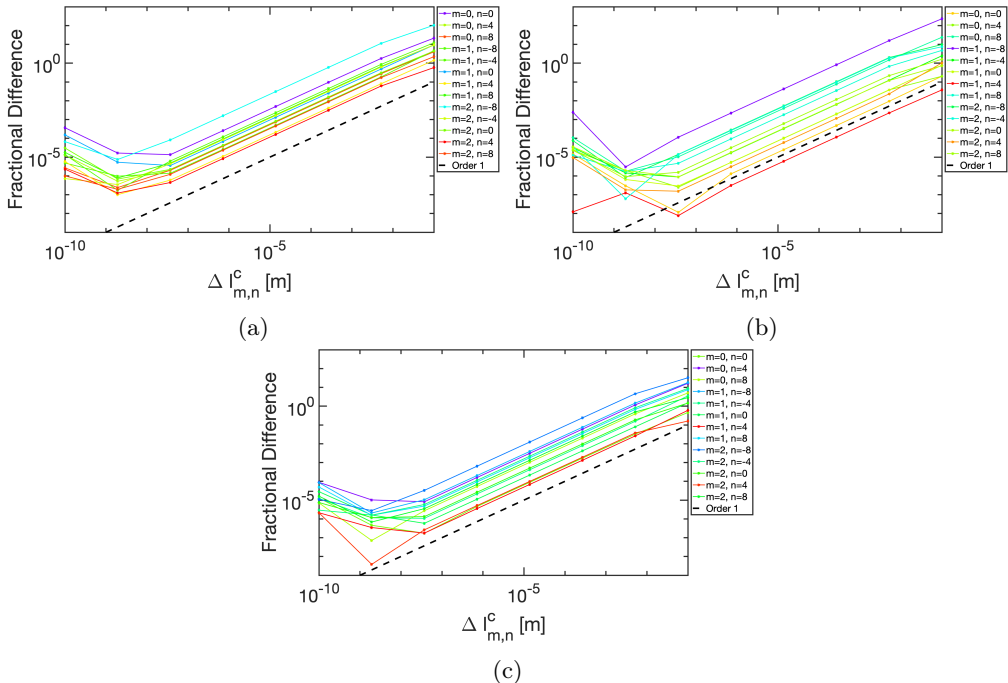 Fractional Difference
10^0
10^-5
10^-10
10^-5
Δ I^c_{m,n} [m]
m=0, n=0
m=0, n=4
m=0, n=8
m=1, n=-8
m=1, n=-4
m=1, n=0
m=1, n=4
m=1, n=8
m=2, n=-8
m=2, n=-4
m=2, n=0
m=2, n=4
m=2, n=8
Order 1
(a)
Fractional Difference
10^0
10^-5
10^-10
10^-5
Δ I^c_{m,n} [m]
m=0, n=0
m=0, n=4
m=0, n=8
m=1, n=-8
m=1, n=-4
m=1, n=0
m=1, n=4
m=1, n=8
m=2, n=-8
m=2, n=-4
m=2, n=0
m=2, n=4
m=2, n=8
Order 1
(b)
Fractional Difference
10^0
10^-5
10^-10
10^-5
Δ I^c_{m,n} [m]
m=0, n=0
m=0, n=4
m=0, n=8
m=1, n=-8
m=1, n=-4
m=1, n=0
m=1, n=4
m=1, n=8
m=2, n=-8
m=2, n=-4
m=2, n=0
m=2, n=4
m=2, n=8
Order 1
(c)